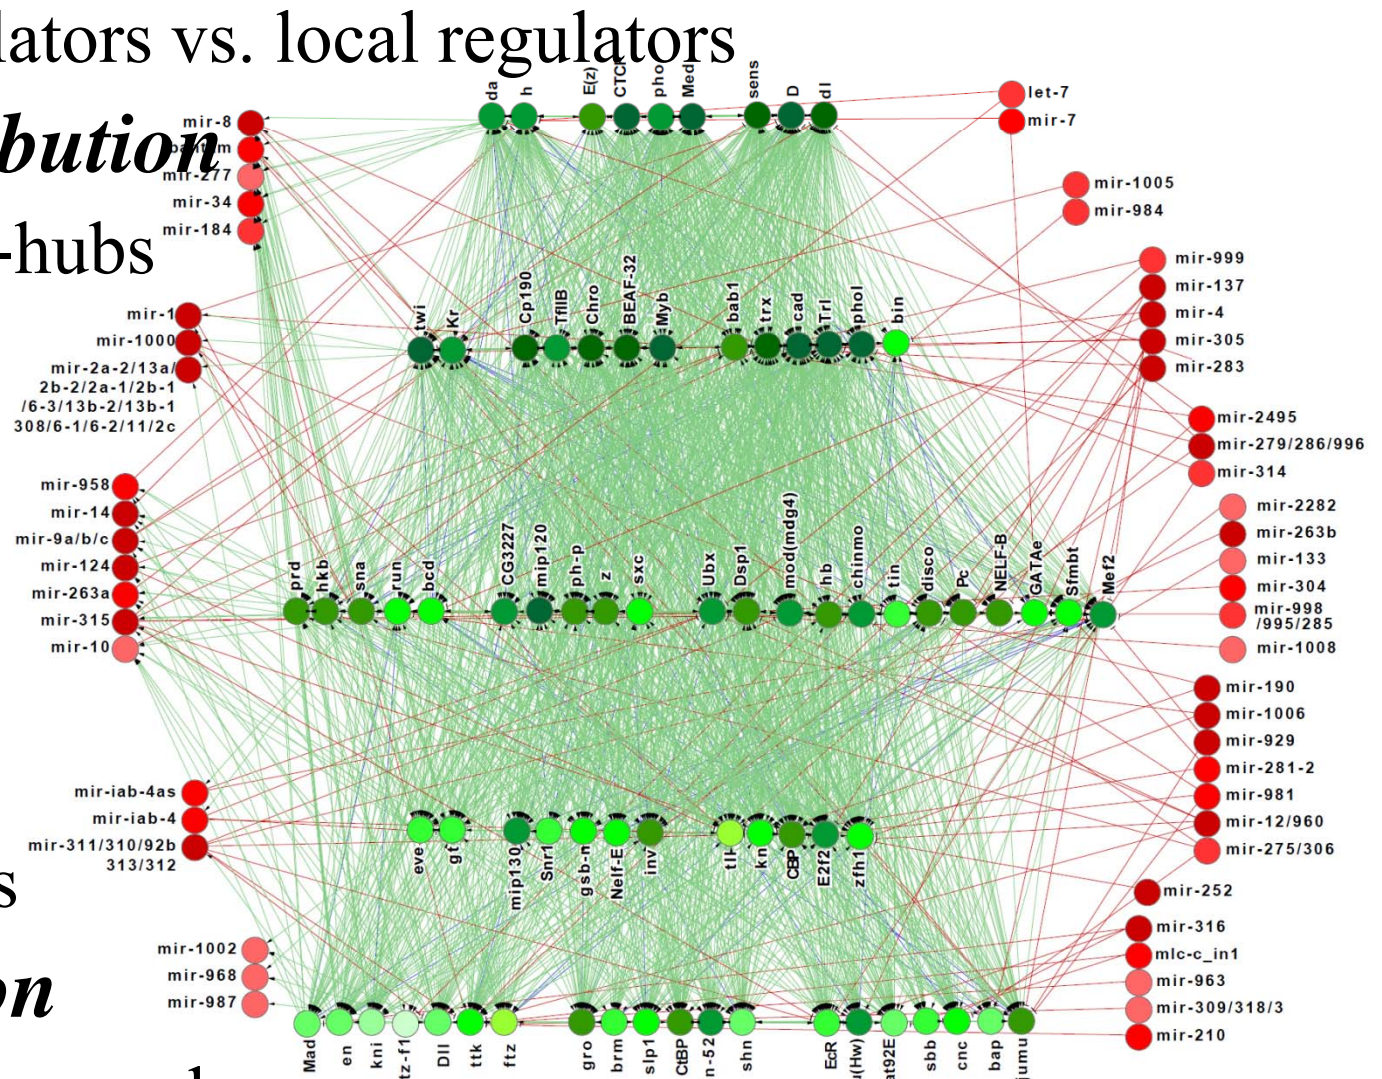 lators vs. local regulators
bution
-hubs
s
on
da
h
E(z)
pho
Med
sens
D
dl
let-7
mir-7
mir-8
mir-277
mir-34
mir-184
mir-1005
mir-984
mir-999
mir-137
mir-4
mir-305
mir-283
mir-1
mir-1000
mir-2a-2/13a/
2b-2/2a-1/2b-1
/6-3/13b-2/13b-1
308/6-1/6-2/11/2c
twi
Kr
Cp190
TfIIB
Chro
BEAF-32
Myb
bab1
trx
cad
Trl
phol
bin
mir-2495
mir-279/286/996
mir-314
mir-958
mir-14
mir-9a/b/c
mir-124
mir-263a
mir-315
mir-10
mir-2282
mir-263b
mir-133
mir-304
mir-998
/995/285
mir-1008
prd
hkb
sna
run
bcd
CG3227
mip120
ph-p
z
sxc
Ubx
Dsp1
mod(mdg4)
hb
chinmo
tin
disco
Pc
NELF-B
GATAe
Sfmbt
Mef2
mir-190
mir-1006
mir-929
mir-281-2
mir-981
mir-12/960
mir-275/306
mir-iab-4as
mir-iab-4
mir-311/310/92b
313/312
eve
gt
mip130
Snr1
gsb-n
Nelf-E
inv
tll
kn
CBP
E2f2
zfh1
mir-252
mir-316
mlc-c_in1
mir-963
mir-309/318/3
mir-210
mir-1002
mir-968
mir-987
Mad
en
kni
tz-f1
Dll
ttk
ftz
gro
brm
slp1
CtBP
n-52
shn
EcR
u(Hw)
at92E
sbb
cnc
bap
jumu